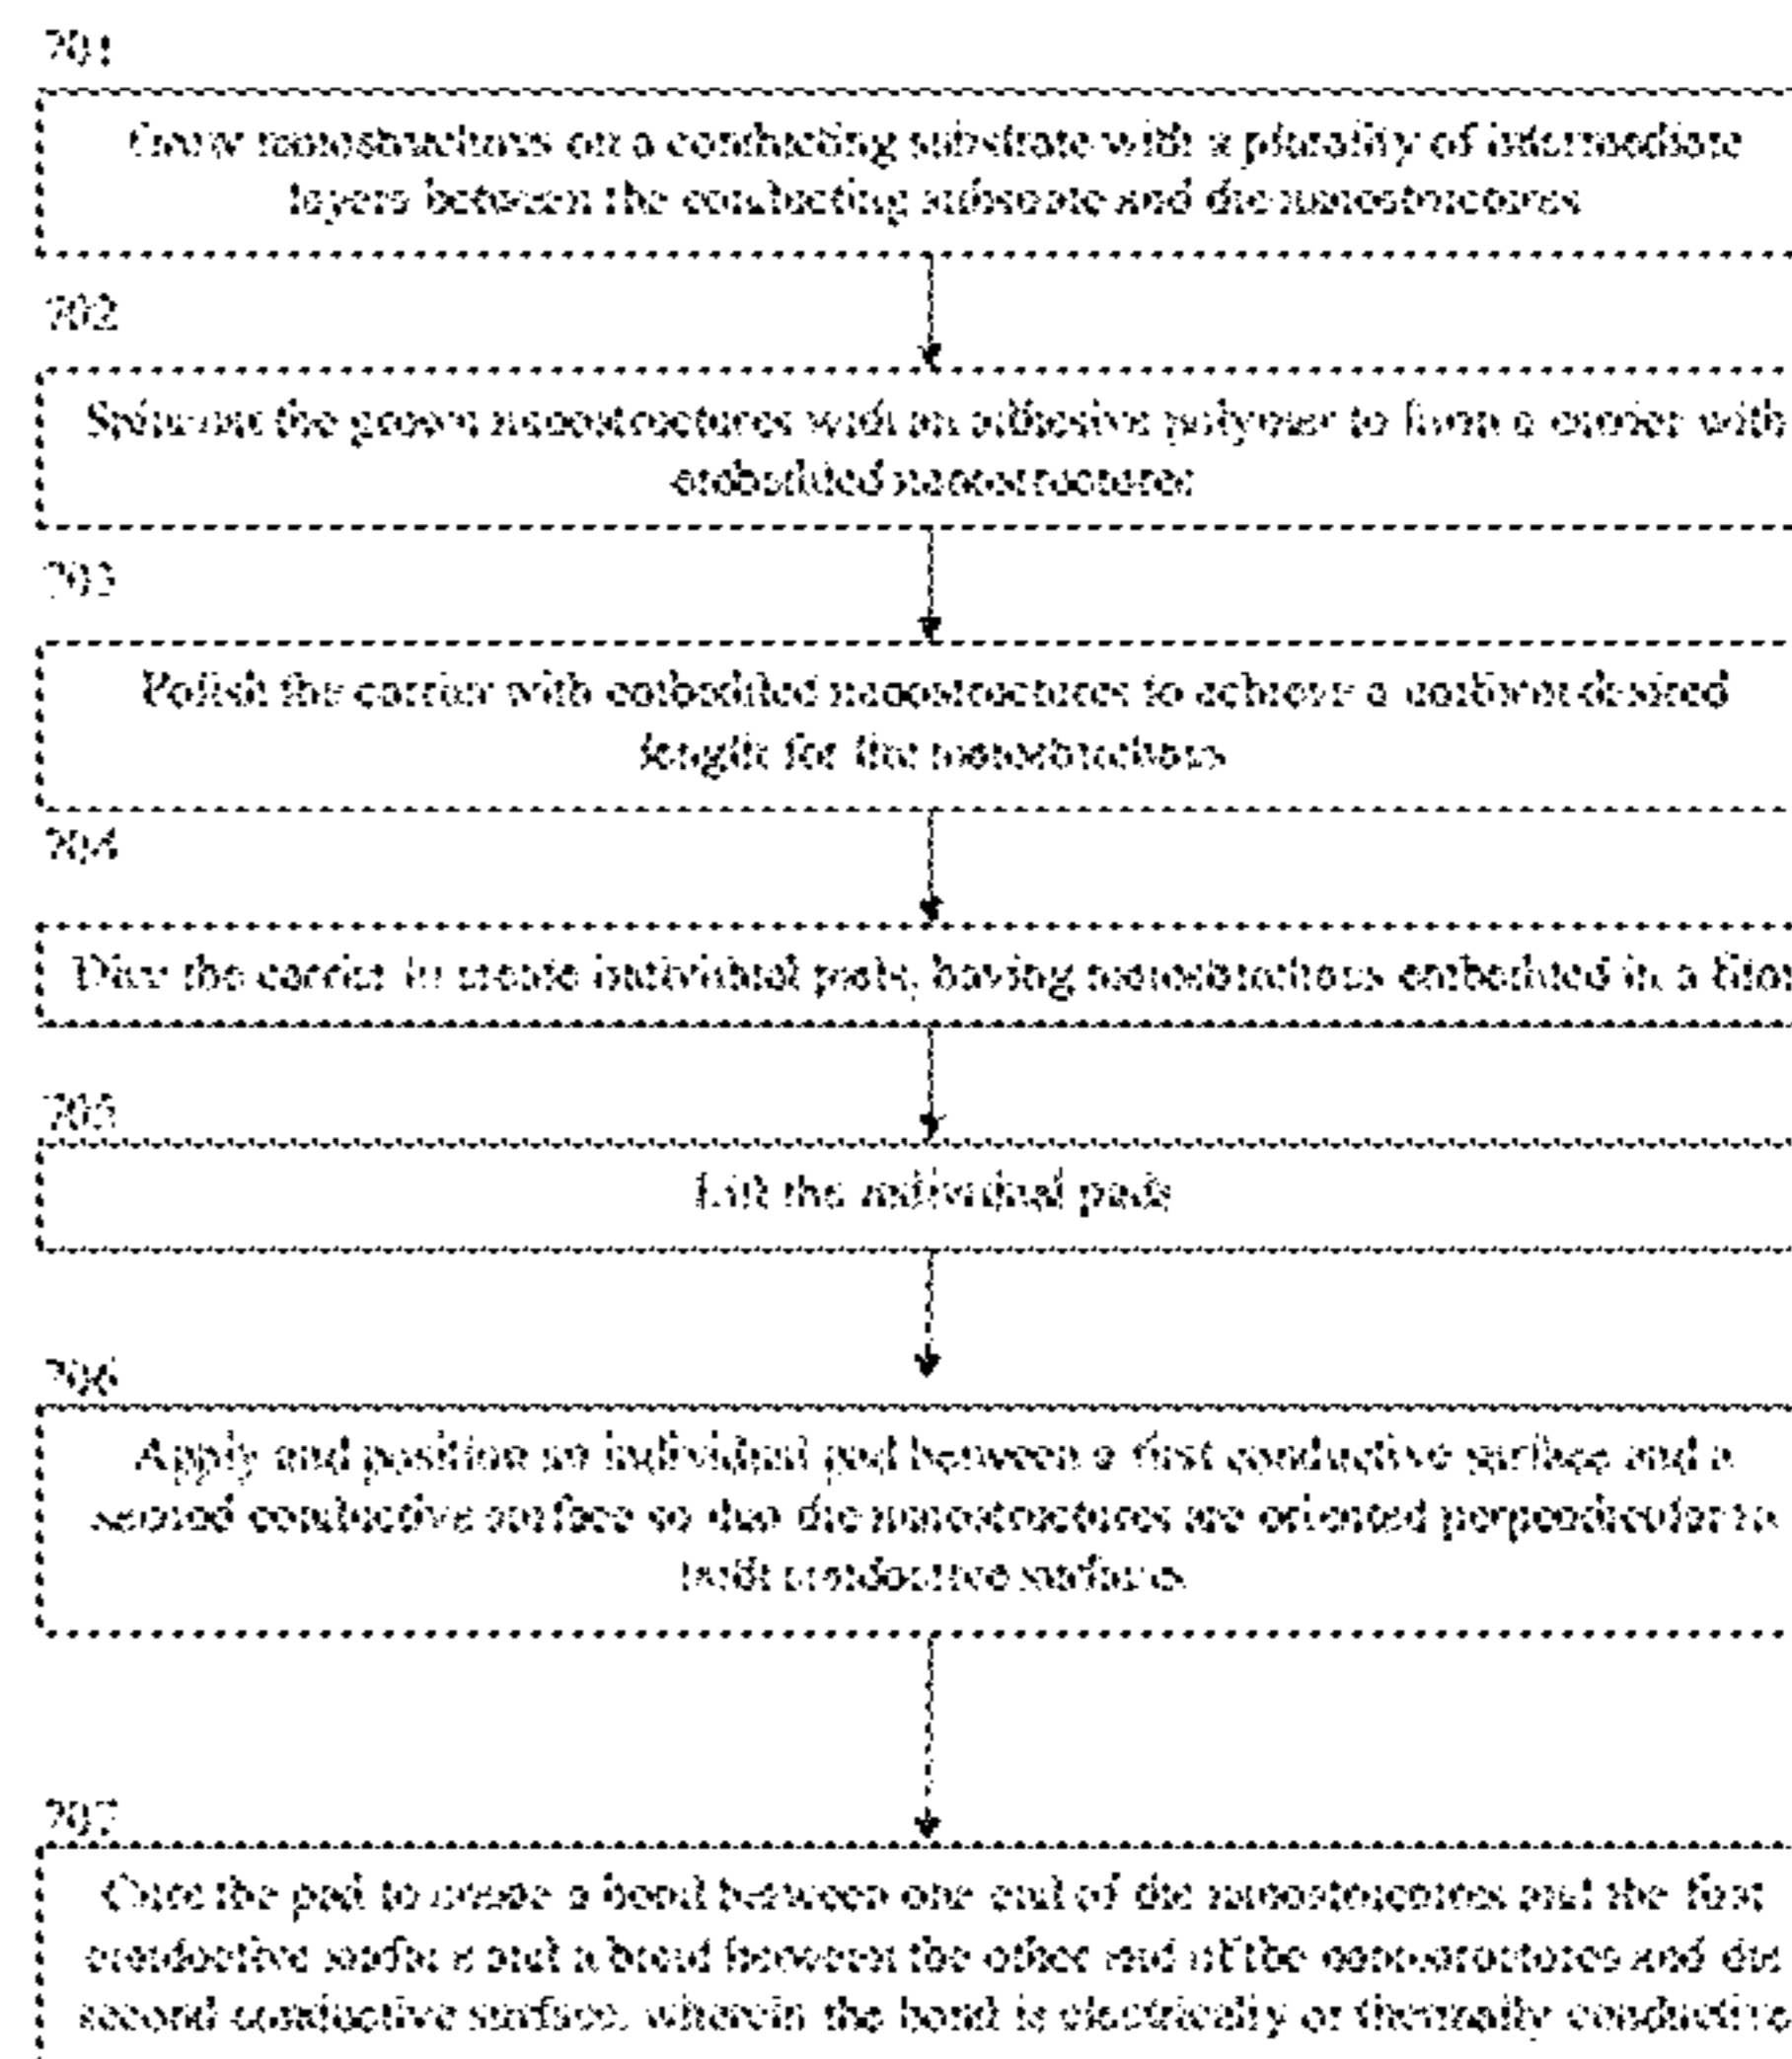 701
Grow nanostructures on a conducting substrate with a plurality of intermediate
layers between the conducting substrate and the nanostructures
702
the grown nanostructures with an adhesive polymer to form a carrier with
embedded nanostructures
703
Polish the carrier with embedded nanostructures to achieve a uniform desired
length for the nanostructures
704
Dice the carrier to create individual pads, having nanostructures embedded in a
705
Lift the individual pads
706
Apply and position an individual pad between a first conductive surface and a
second conductive surface so that the nanostructures are oriented perpendicular to
both conductive surfaces
707
Cure the pad to create a bond between one end of the nanostructures and the first
conductive surface and a bond between the other end of the nanostructures and the
second conductive surface, wherein the bond is electrically or thermally conductive